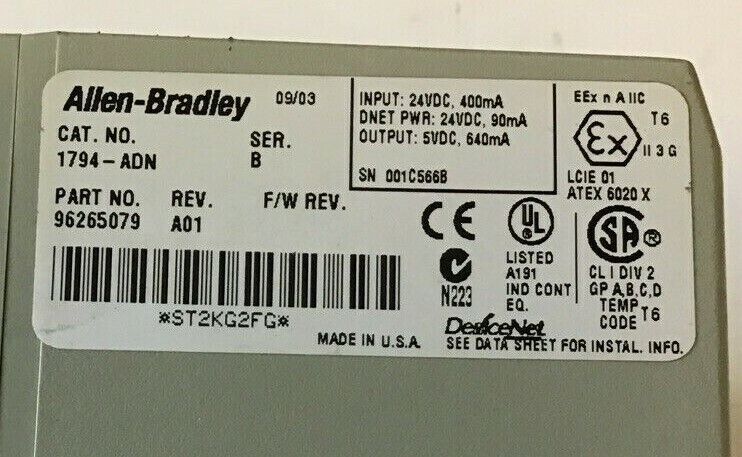 Allen-Bradley 09/03
CAT. NO. SER.
1794-ADN B
PART NO. REV. F/W REV.
96265079 A01
*ST2KG2FG*
MADE IN U.S.A.
INPUT: 24VDC, 400mA
DNET PWR: 24VDC, 90mA
OUTPUT: 5VDC, 640mA
SN 001C566B
EEx n A IIC
T6
Ex
II 3 G
LCIE 01
ATEX 6020 X
CE
N223
UL
LISTED
A191
IND CONT
EQ.
SA
CL I DIV 2
GP A,B,C,D
TEMP
CODE T6
DeviceNet
SEE DATA SHEET FOR INSTAL. INFO.